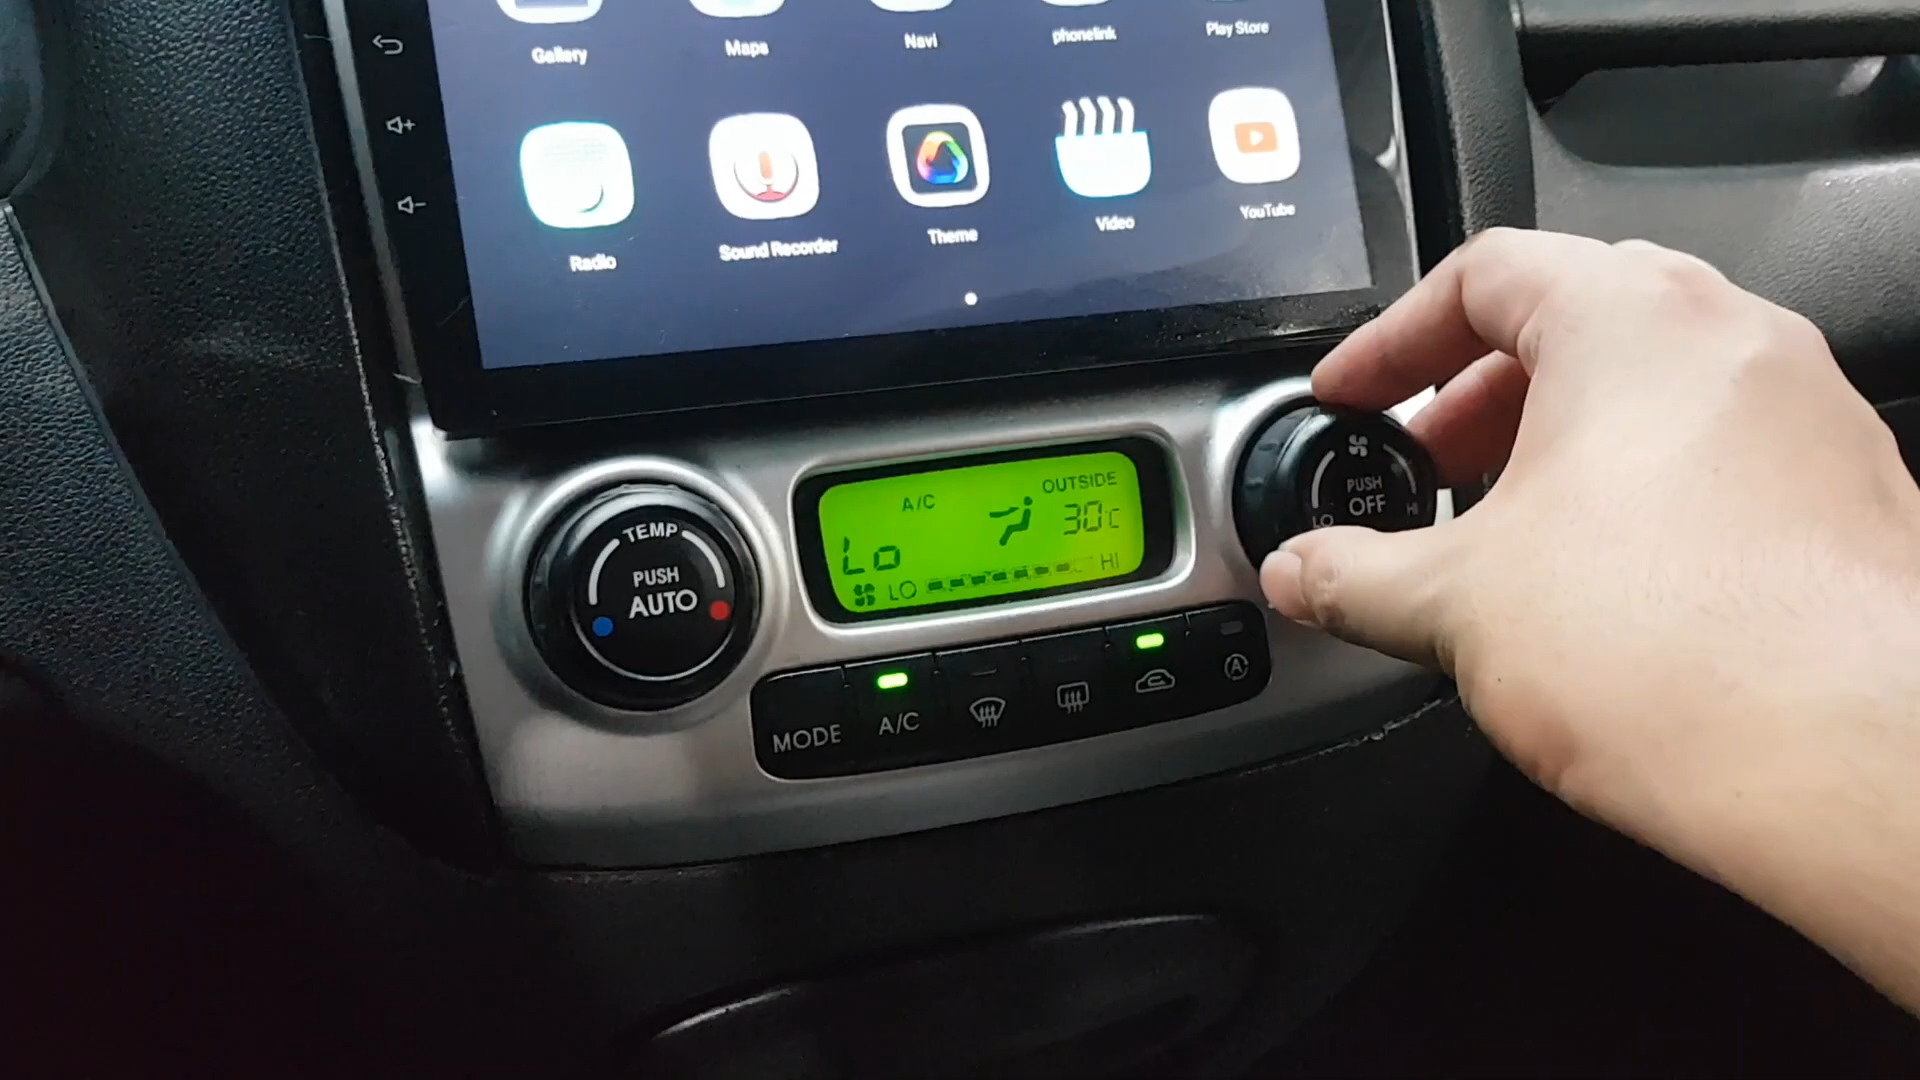 Gallery
Maps
Navi
phonelink
Play Store
Radio
Sound Recorder
Theme
Video
YouTube
TEMP
PUSH
AUTO
A/C
OUTSIDE
30°C
Lo
LO
HI
PUSH
OFF
LO
HI
MODE
A/C
A